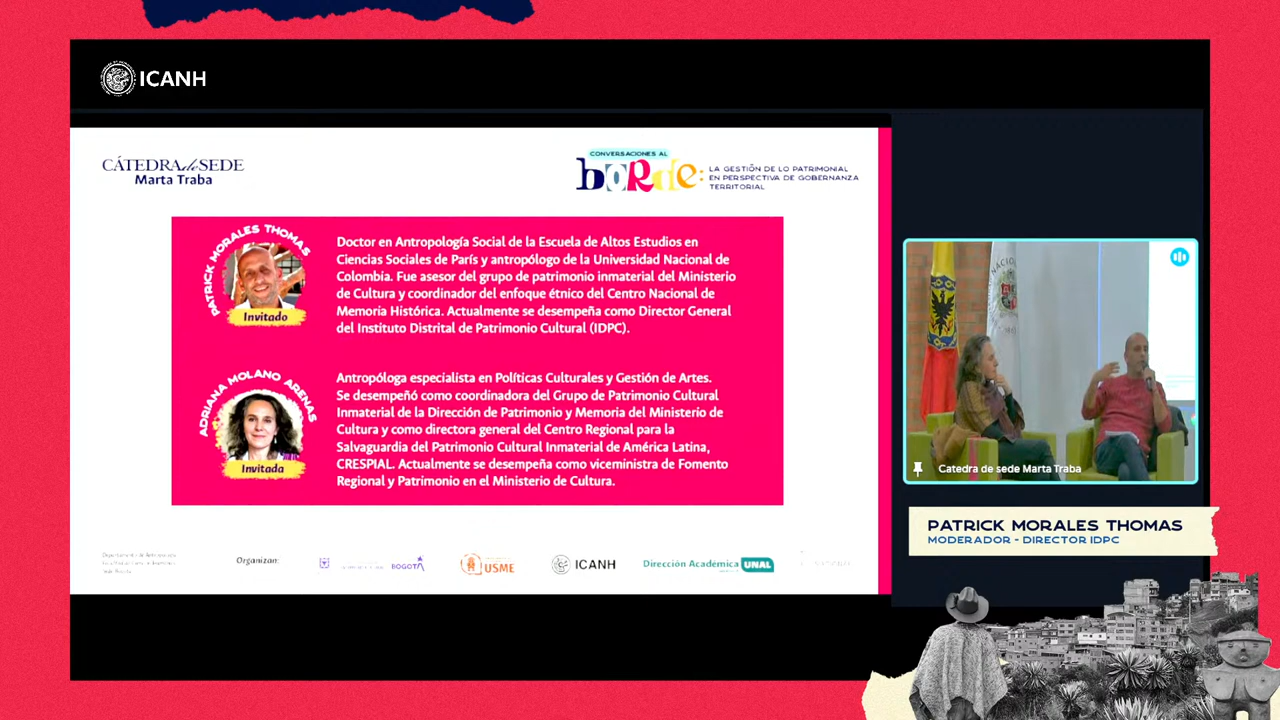 ICANH
CÁTEDRA de SEDE
Marta Traba
CONVERSACIONES AL
borde:
LA GESTIÓN DE LO PATRIMONIAL
EN PERSPECTIVA DE GOBERNANZA
TERRITORIAL
PATRICK MORALES THOMAS
Invitado
Doctor en Antropología Social de la Escuela de Altos Estudios en
Ciencias Sociales de París y antropólogo de la Universidad Nacional de
Colombia. Fue asesor del grupo de patrimonio inmaterial del Ministerio
de Cultura y coordinador del enfoque étnico del Centro Nacional de
Memoria Histórica. Actualmente se desempeña como Director General
del Instituto Distrital de Patrimonio Cultural (IDPC).
ADRIANA MOLANO ARENAS
Invitada
Antropóloga especialista en Políticas Culturales y Gestión de Artes.
Se desempeñó como coordinadora del Grupo de Patrimonio Cultural
Inmaterial de la Dirección de Patrimonio y Memoria del Ministerio de
Cultura y como directora general del Centro Regional para la
Salvaguardia del Patrimonio Cultural Inmaterial de América Latina,
CRESPIAL. Actualmente se desempeña como viceministra de Fomento
Regional y Patrimonio en el Ministerio de Cultura.
Organizan:
BOGOTÁ
USME
ICANH
Dirección Académica
UNAL
Catedra de sede Marta Traba
PATRICK MORALES THOMAS
MODERADOR - DIRECTOR IDPC